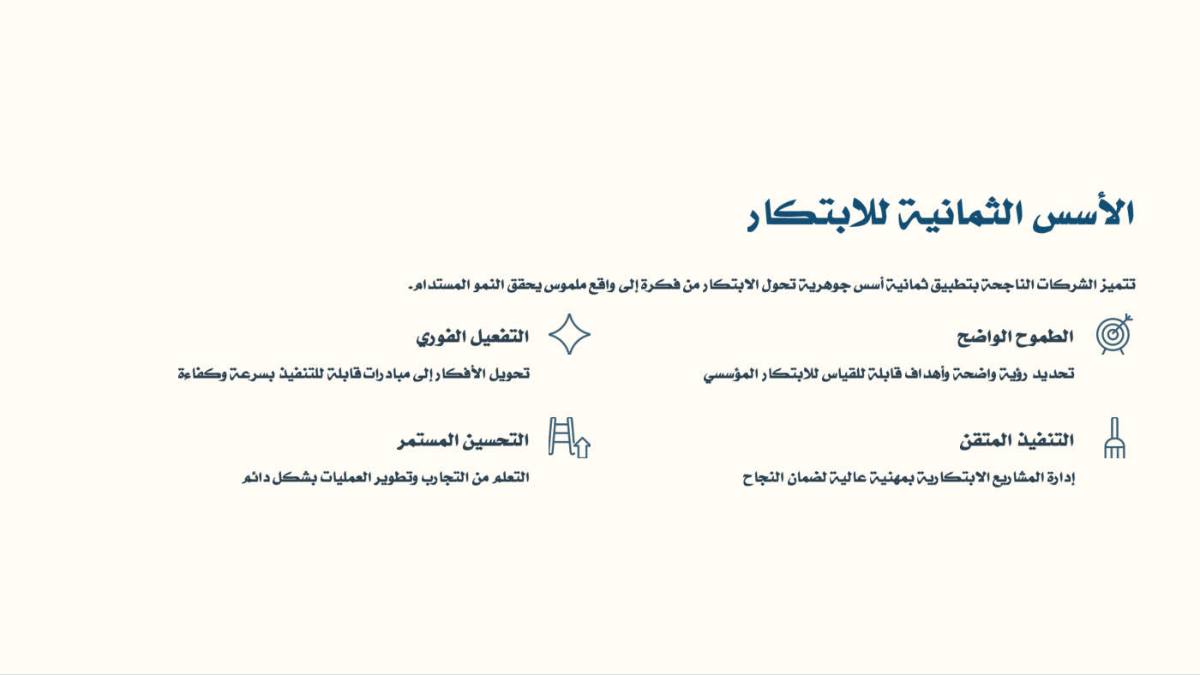 الأسس الثمانية للابتكار
تتميز الشركات الناجحة بتطبيق ثمانية أسس جوهرية تحول الابتكار من فكرة إلى واقع ملموس يحقق النمو المستدام.
الطموح الواضح
تحديد رؤية واضحة وأهداف قابلة للقياس للابتكار المؤسسي
التفعيل الفوري
تحويل الأفكار إلى مبادرات قابلة للتنفيذ بسرعة وكفاءة
التنفيذ المتقن
إدارة المشاريع الابتكارية بمهنية عالية لضمان النجاح
التحسين المستمر
التعلم من التجارب وتطوير العمليات بشكل دائم